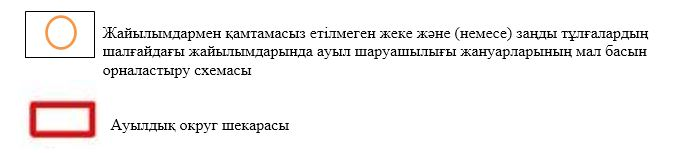 Жайылымдармен қамтамасыз етілмеген жеке және (немесе) заңды тұлғалардың
шалғайдағы жайылымдарында ауыл шаруашылығы жануарларының мал басын
орналастыру схемасы
Ауылдық округ шекарасы